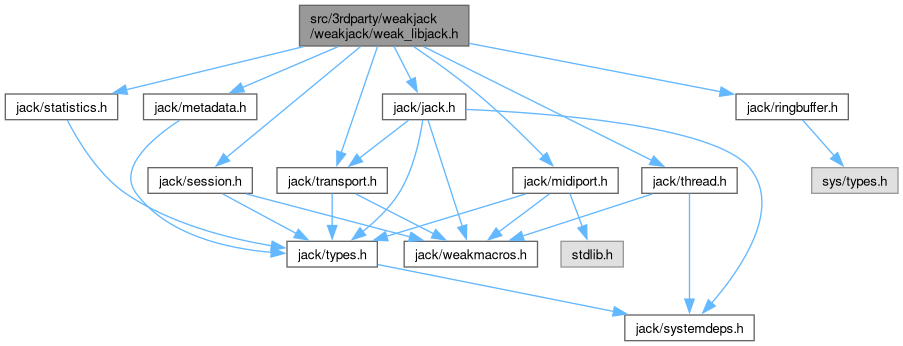 src/3rdparty/weakjack
/weakjack/weak_libjack.h
jack/statistics.h
jack/metadata.h
jack/jack.h
jack/ringbuffer.h
jack/session.h
jack/transport.h
jack/midiport.h
jack/thread.h
sys/types.h
jack/types.h
jack/weakmacros.h
stdlib.h
jack/systemdeps.h